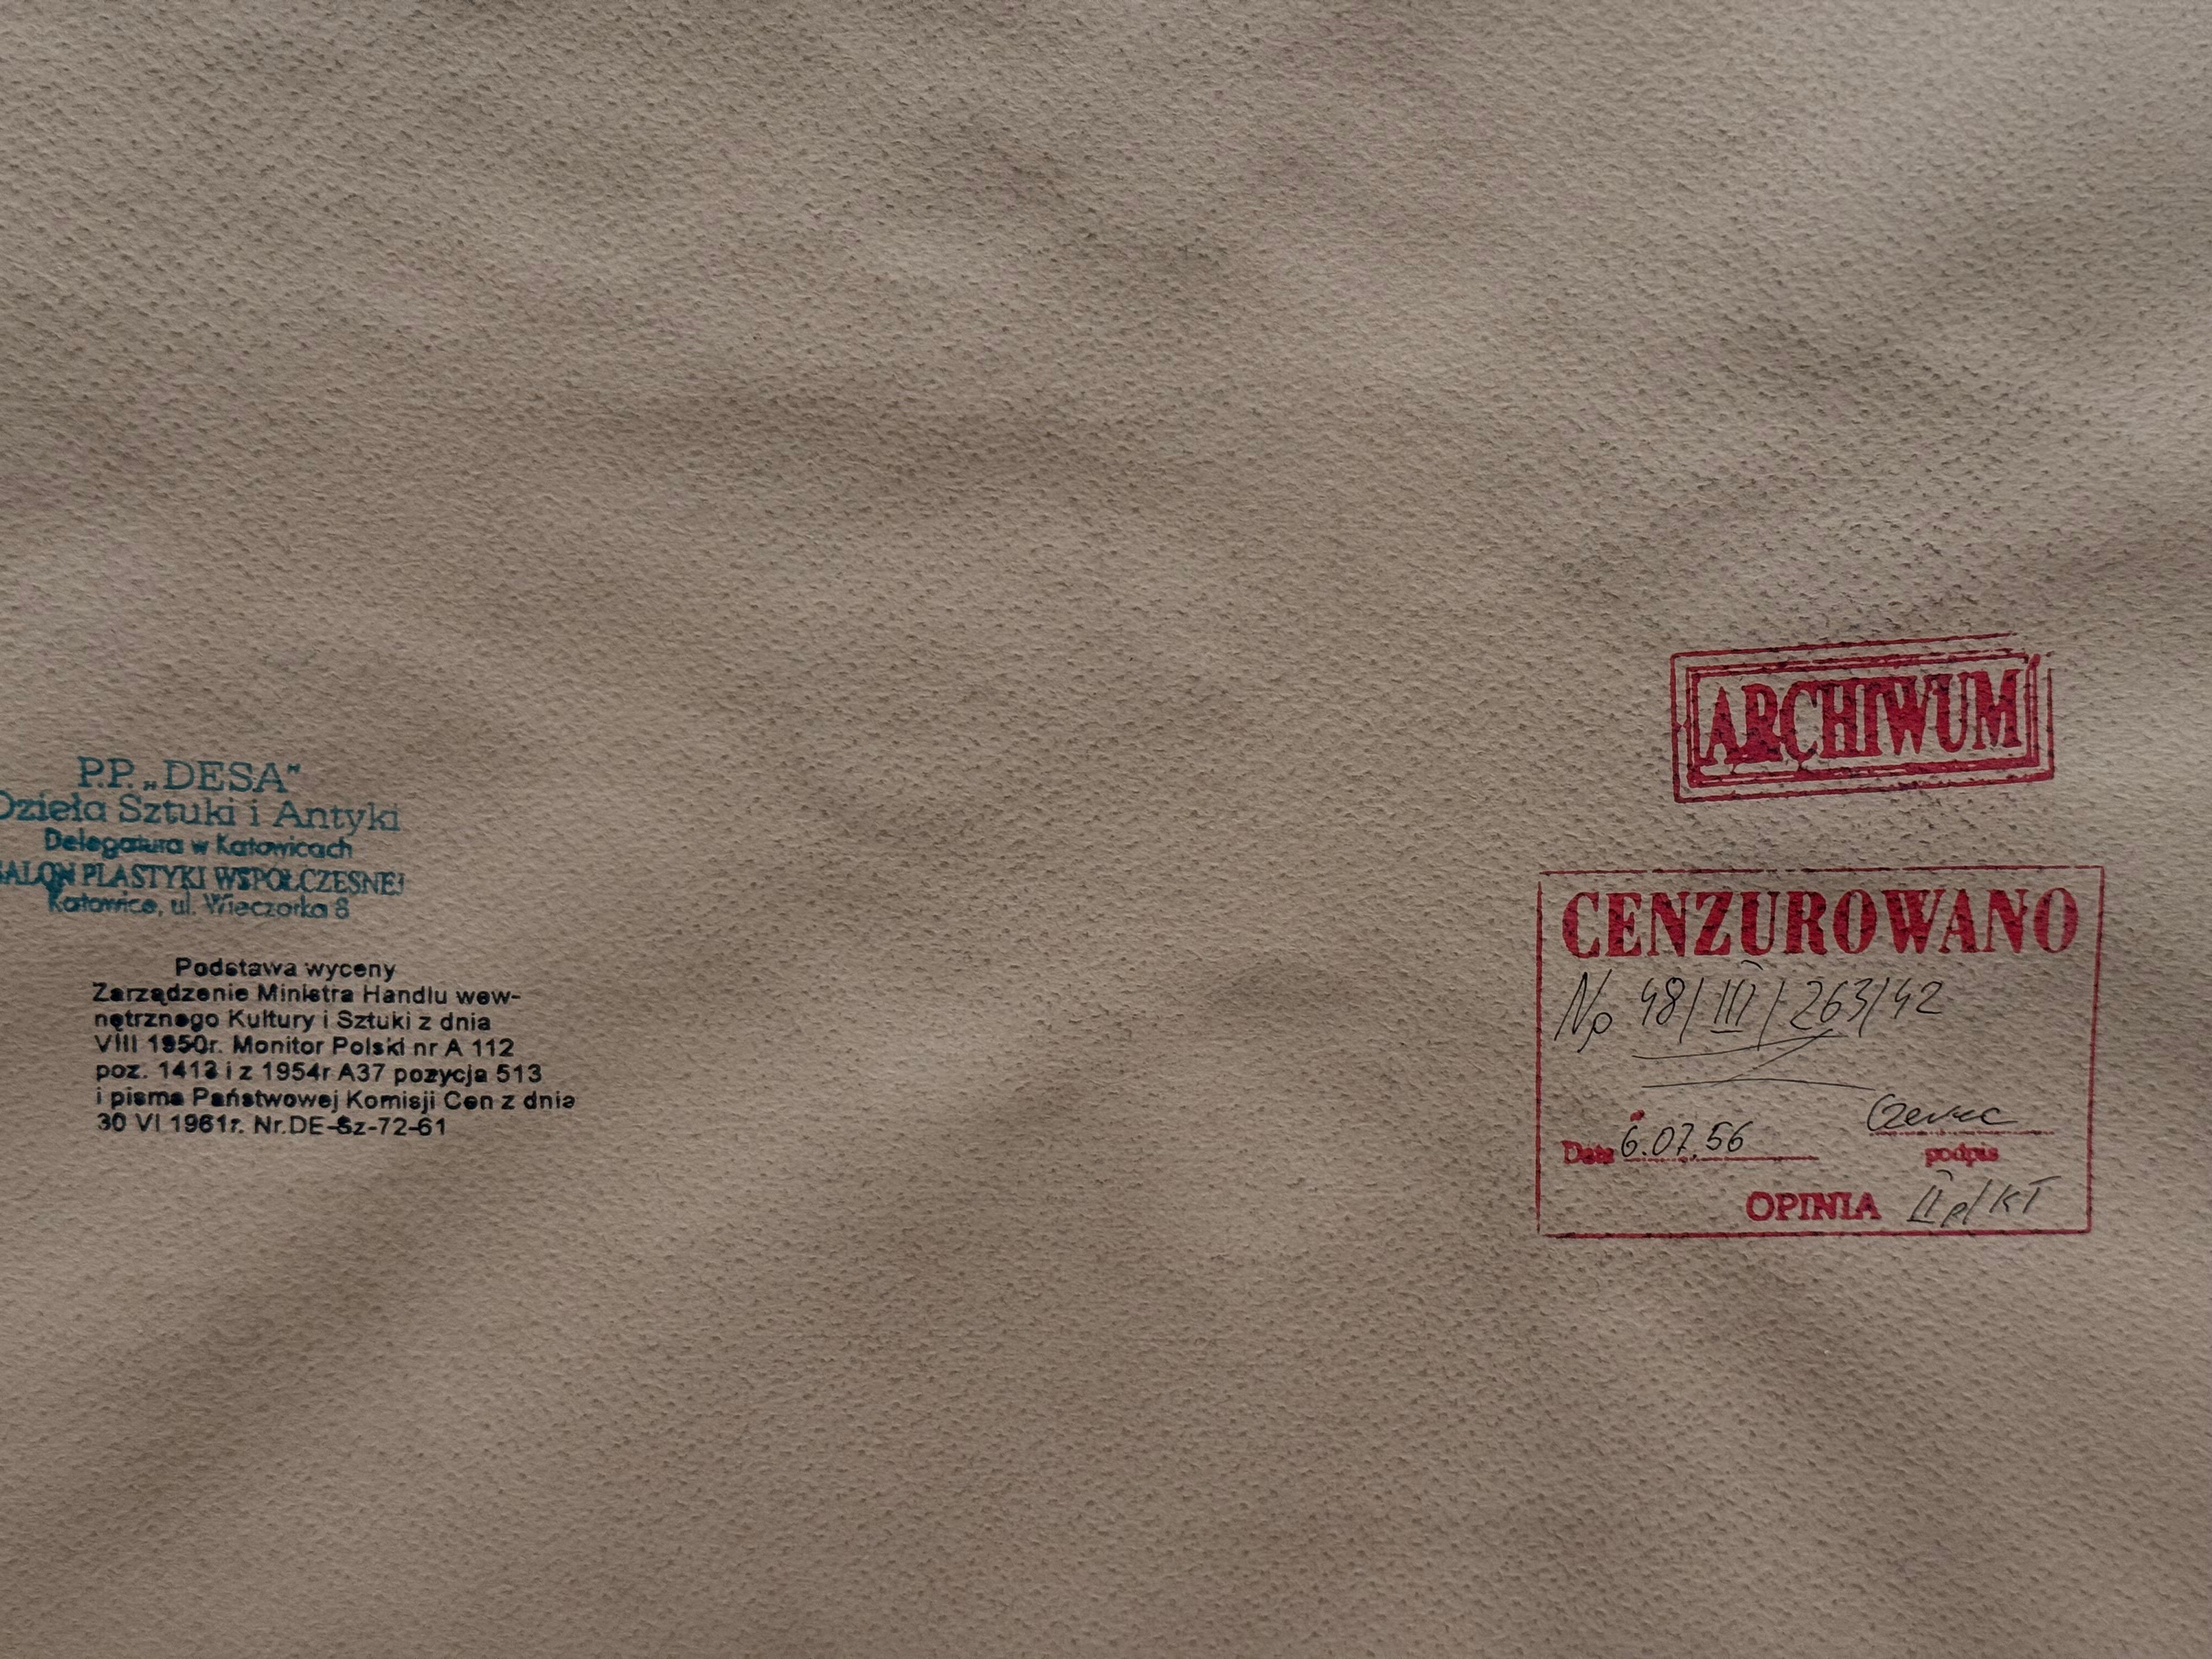 P.P. „DESA"
Dzieła Sztuki i Antyki
Delegatura w Katowicach
SALON PLASTYKI WSPÓŁCZESNEJ
Katowice, ul. Wieczorka 8
Podstawa wyceny
Zarządzenie Ministra Handlu wew-
nętrznego Kultury i Sztuki z dnia
VIII 1950r. Monitor Polski nr A 112
poz. 1412 i z 1954r A37 pozycja 513
i pisma Państwowej Komisji Cen z dnia
30 VI 1961r. Nr.DE-Sz-72-61
ARCHIWUM
CENZUROWANO
48/III/263/42
Data 6.07.56
podpis
OPINIA